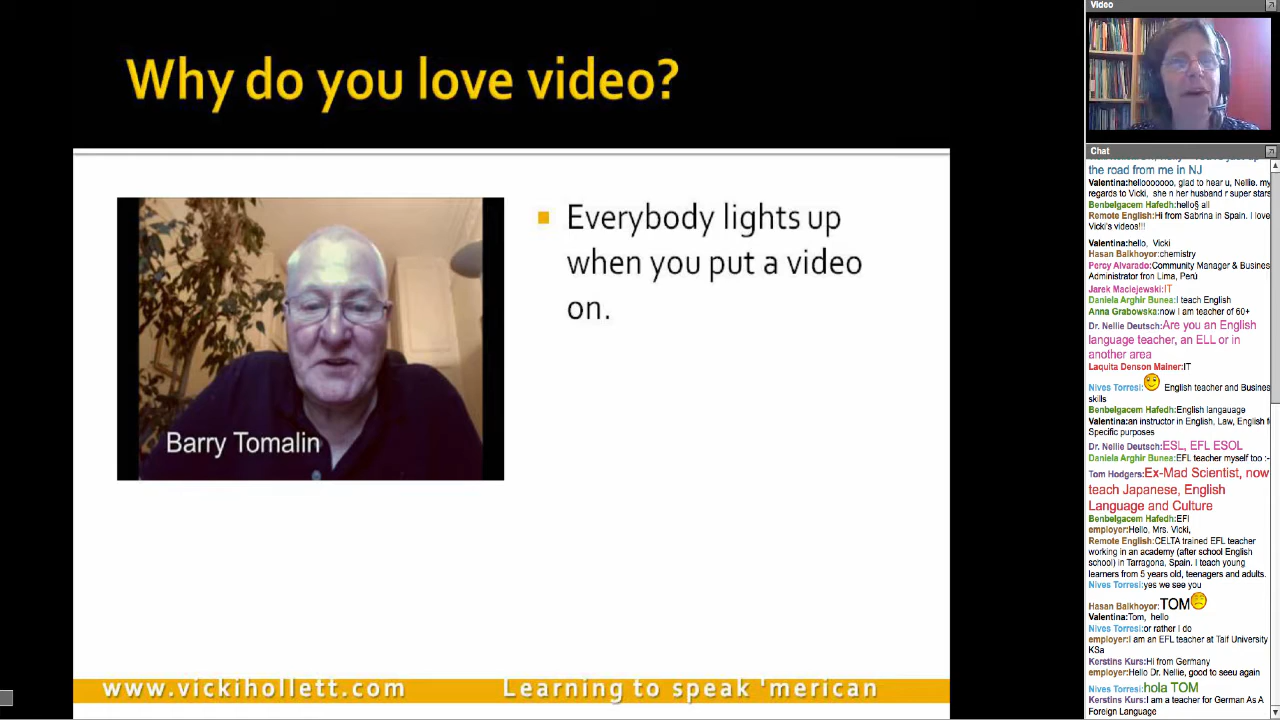 Why do you love video?
Everybody lights up
when you put a video
on.
Barry Tomalin
www.vickihollett.com
Learning to speak 'merican
Video
Chat
the road from me in NJ
Valentina:hellooooooo, glad to hear u, Nellie. my
regards to Vicki, she n her husband r super stars
Benbelgacem Hafedh:hello§ all
Remote English:Hi from Sabrina in Spain. I love
Vicki's videos!!!
Valentina:hello, Vicki
Hasan Balkhoyor:chemistry
Percy Alvarado:Community Manager & Busines
Administrator fron Lima, Perú
Jarek Maciejewski:IT
Daniela Arghir Bunea:I teach English
Anna Grabowska:now I am teacher of 60+
Dr. Nellie Deutsch:Are you an English
language teacher, an ELL or in
another area
Laquita Denson Mainer:IT
Nives Torresi: English teacher and Busines
skills
Benbelgacem Hafedh:English langauage
Valentina:an instructor in English, Law, English f
Specific purposes
Dr. Nellie Deutsch:ESL, EFL ESOL
Daniela Arghir Bunea:EFL teacher myself too :-
Tom Hodgers:Ex-Mad Scientist, now
teach Japanese, English
Language and Culture
Benbelgacem Hafedh:EFl
employer:Hello, Mrs. Vicki,
Remote English:CELTA trained EFL teacher
working in an academy (after school English
school) in Tarragona, Spain. I teach young
learners from 5 years old, teenagers and adults.
Nives Torresi:yes we see you
Hasan Balkhoyor:TOM
Valentina:Tom, hello
Nives Torresi:or rather I do
employer:I am an EFL teacher at Taif University
KSa
Kerstins Kurs:Hi from Germany
employer:Hello Dr. Nellie, good to seeu again
Nives Torresi:hola TOM
Kerstins Kurs:I am a teacher for German As A
Foreign Language